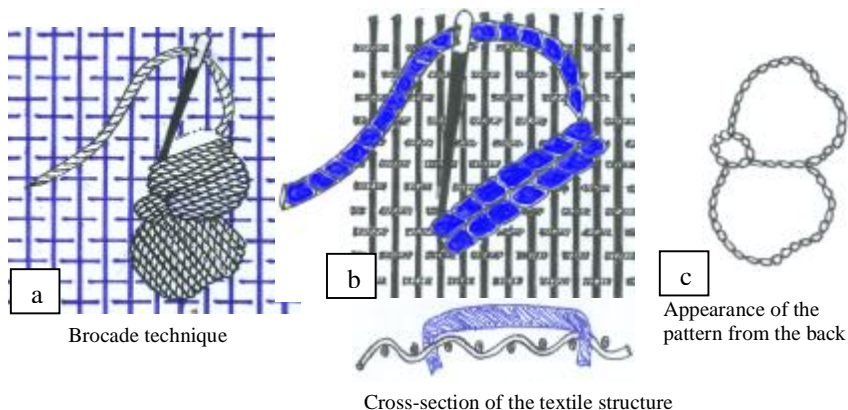 a
b
c
Brocade technique
Appearance of the
pattern from the back
Cross-section of the textile structure